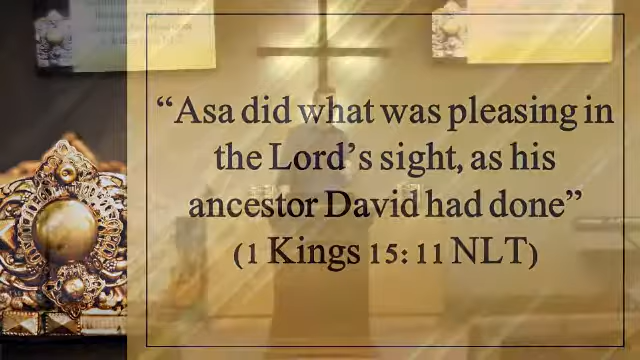 “Asa did what was pleasing in
the Lord’s sight, as his
ancestor David had done”
(1 Kings 15: 11 NLT)